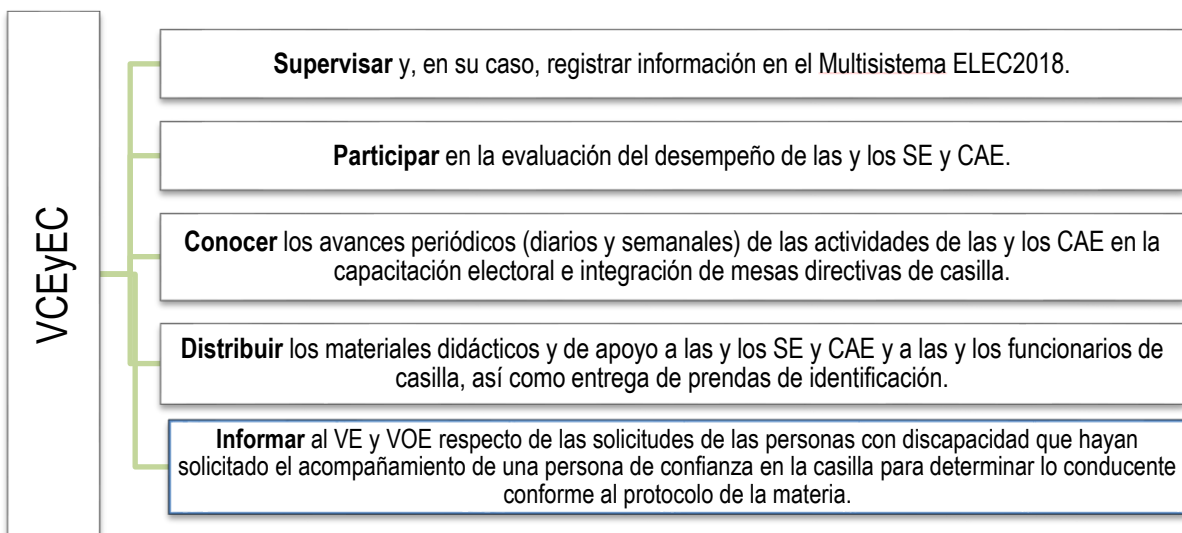 VCEyEC
Supervisar y, en su caso, registrar información en el Multisistema ELEC2018.
Participar en la evaluación del desempeño de las y los SE y CAE.
Conocer los avances periódicos (diarios y semanales) de las actividades de las y los CAE en la
capacitación electoral e integración de mesas directivas de casilla.
Distribuir los materiales didácticos y de apoyo a las y los SE y CAE y a las y los funcionarios de
casilla, así como entrega de prendas de identificación.
Informar al VE y VOE respecto de las solicitudes de las personas con discapacidad que hayan
solicitado el acompañamiento de una persona de confianza en la casilla para determinar lo conducente
conforme al protocolo de la materia.